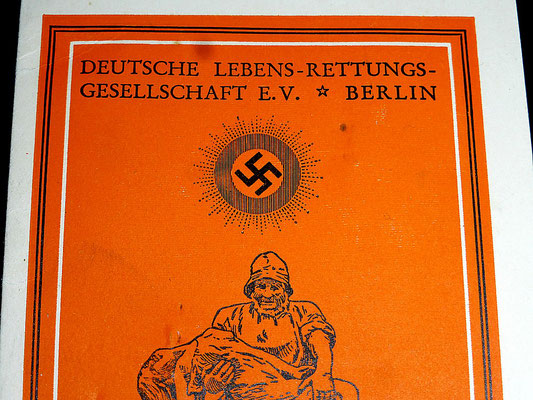 DEUTSCHE LEBENS-RETTUNGS-
GESELLSCHAFT E.V. ☆ BERLIN